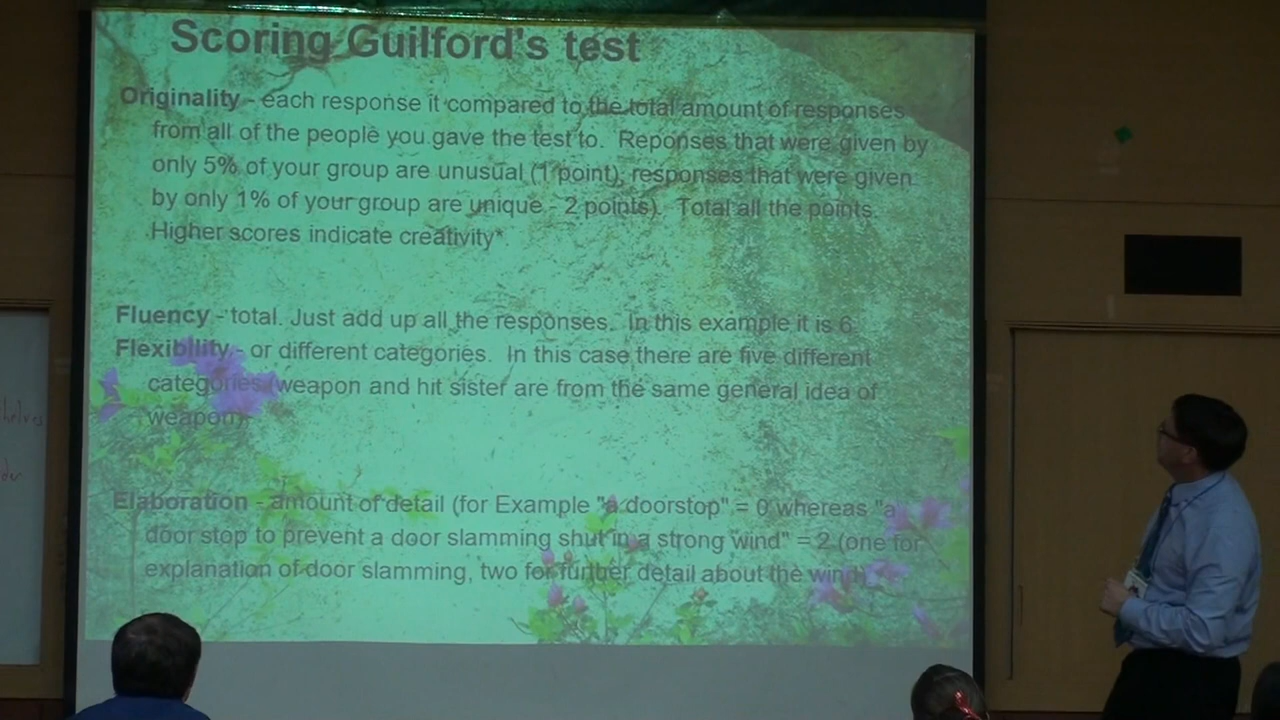 Scoring Guilford's test
Originality - each response it compared to the total amount of responses
from all of the people you gave the test to. Reponses that were given by
only 5% of your group are unusual (1 point), responses that were given
by only 1% of your group are unique - 2 points). Total all the points.
Higher scores indicate creativity*.
Fluency - total. Just add up all the responses. In this example it is 6.
Flexibility - or different categories. In this case there are five different
categories (weapon and hit sister are from the same general idea of
weapon)
Elaboration - amount of detail (for Example "a doorstop" = 0 whereas "a
door stop to prevent a door slamming shut in a strong wind" = 2 (one for
explanation of door slamming, two for further detail about the wind)